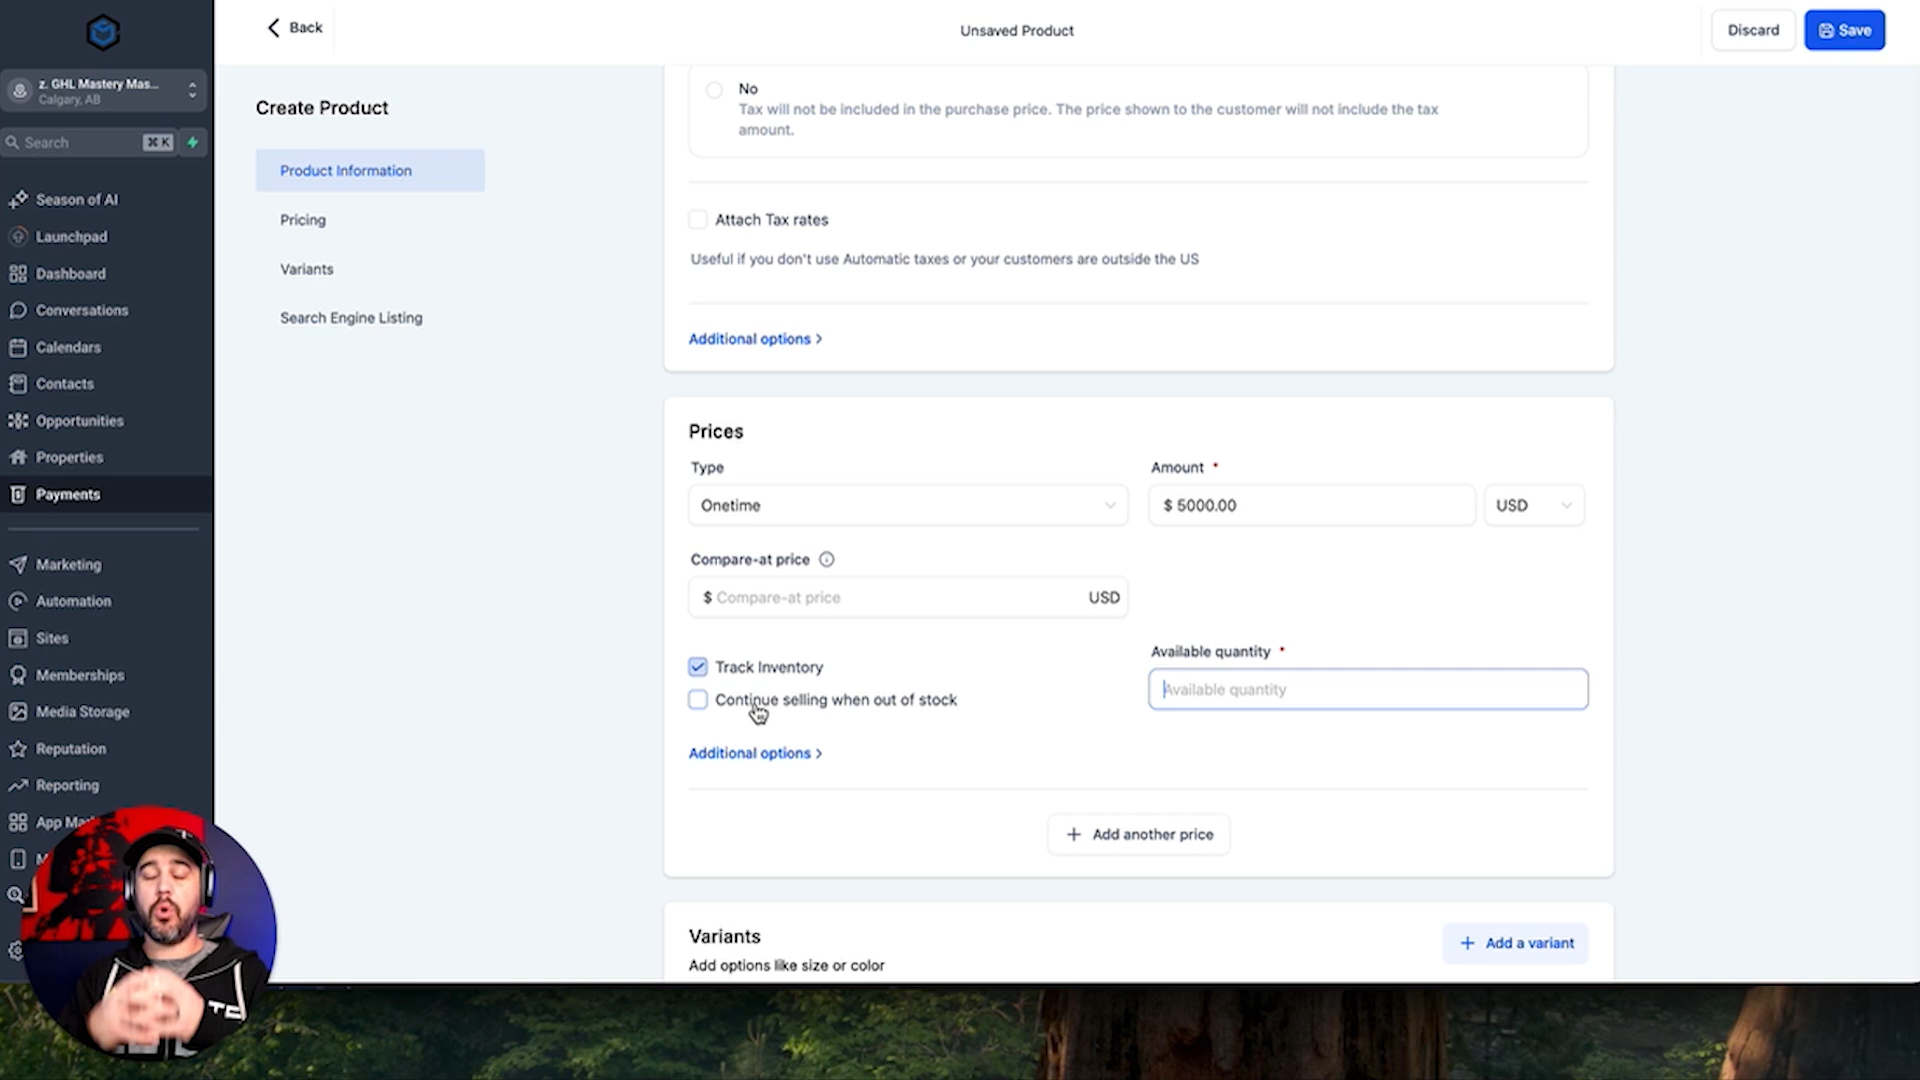 Back
Unsaved Product
Discard
Save
z. GHL Mastery Mas...
Calgary, AB
Search
⌘ K
Season of AI
Launchpad
Dashboard
Conversations
Calendars
Contacts
Opportunities
Properties
Payments
Marketing
Automation
Sites
Memberships
Media Storage
Reputation
Reporting
App Ma
Create Product
Product Information
Pricing
Variants
Search Engine Listing
No
Tax will not be included in the purchase price. The price shown to the customer will not include the tax
amount.
Attach Tax rates
Useful if you don't use Automatic taxes or your customers are outside the US
Additional options >
Prices
Type
Amount *
Onetime
$ 5000.00
USD
Compare-at price
$ Compare-at price
USD
Track Inventory
Available quantity *
Continue selling when out of stock
Available quantity
Additional options >
+ Add another price
Variants
+ Add a variant
Add options like size or color